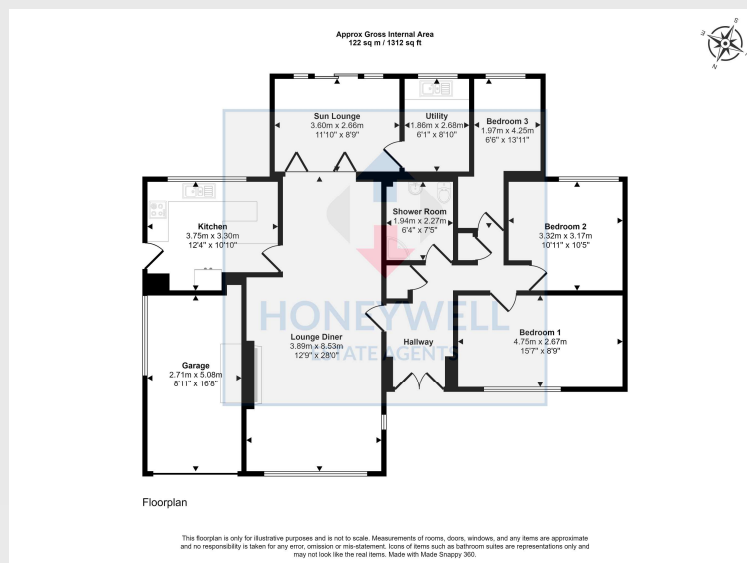 Approx Gross Internal Area
122 sq m / 1312 sq ft
N
Sun Lounge
3.60m x 2.66m
11'10" x 8'9"
Utility
1.86m x 2.68m
6'1" x 8'10"
Bedroom 3
1.97m x 4.25m
6'6" x 13'11"
Kitchen
3.75m x 3.30m
12'4" x 10'10"
Shower Room
1.94m x 2.27m
6'4" x 7'5"
Bedroom 2
3.32m x 3.17m
10'11" x 10'5"
HONEYWELL
ESTATE AGENTS
Lounge Diner
3.89m x 8.53m
12'9" x 28'0"
Hallway
Bedroom 1
4.75m x 2.67m
15'7" x 8'9"
Garage
2.71m x 5.08m
8'11" x 16'8"
Floorplan
This floorplan is only for illustrative purposes and is not to scale. Measurements of rooms, doors, windows, and any items are approximate
and no responsibility is taken for any error, omission or mis-statement. Icons of items such as bathroom suites are representations only and
may not look like the real items. Made with Made Snappy 360.